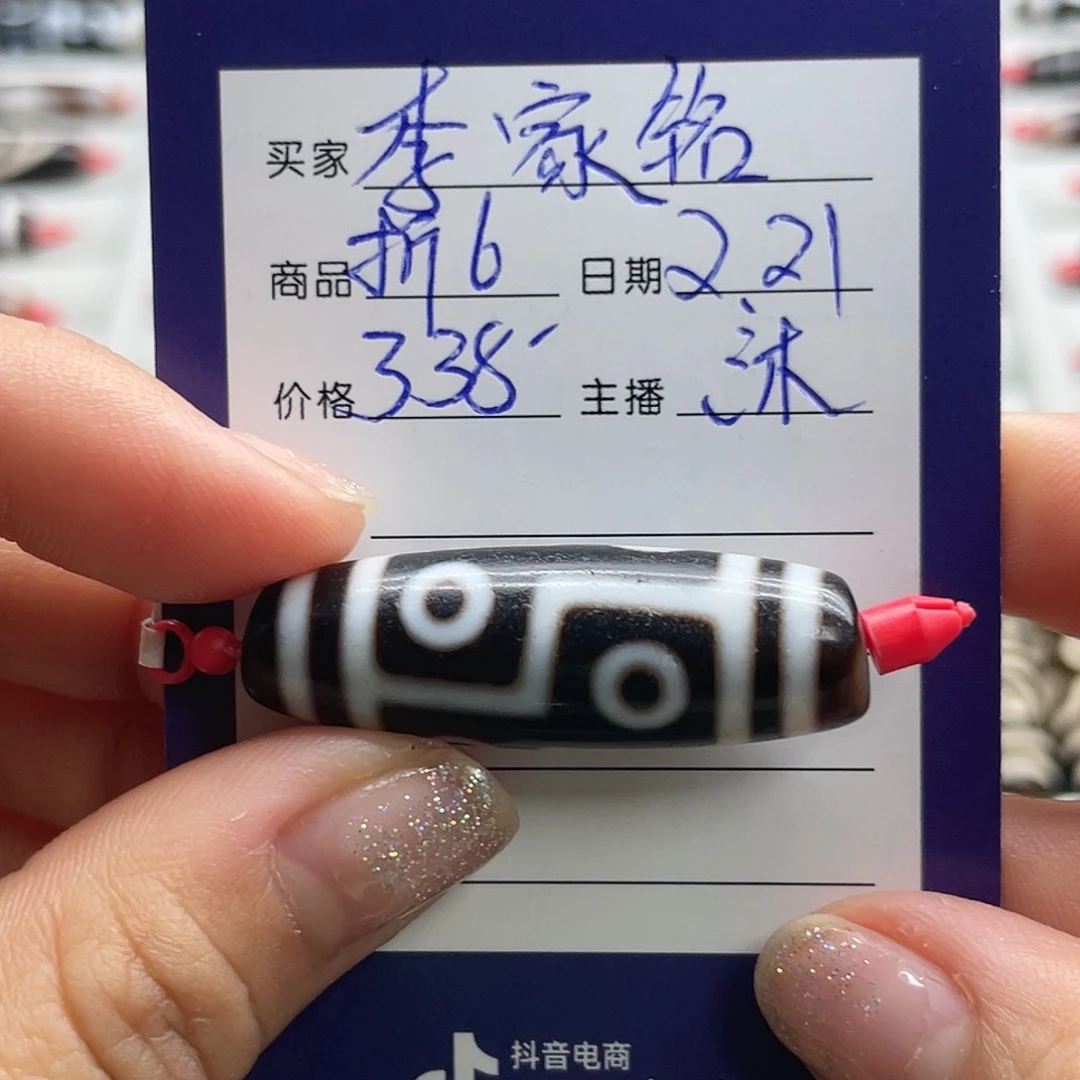 买家 李家铭
商品 折6 日期 2.21
价格 338 主播 沐
抖音电商